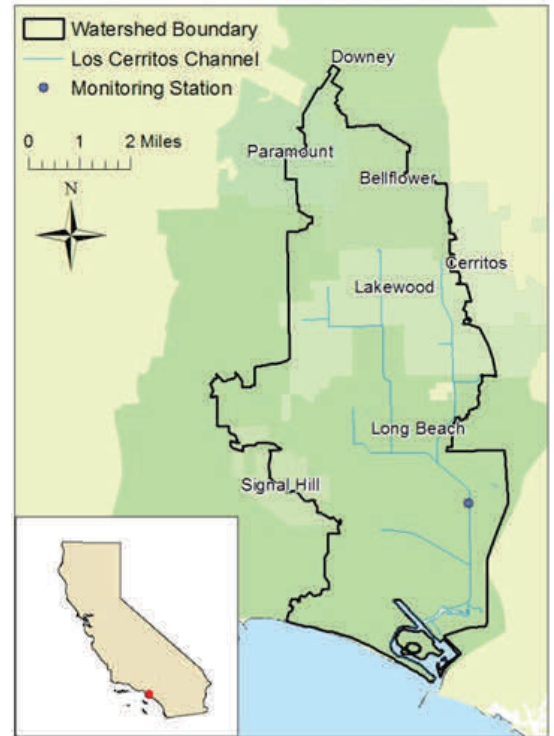 Watershed Boundary
Los Cerritos Channel
Monitoring Station
0 1 2 Miles
N
Downey
Paramount
Bellflower
Cerritos
Lakewood
Long Beach
Signal Hill